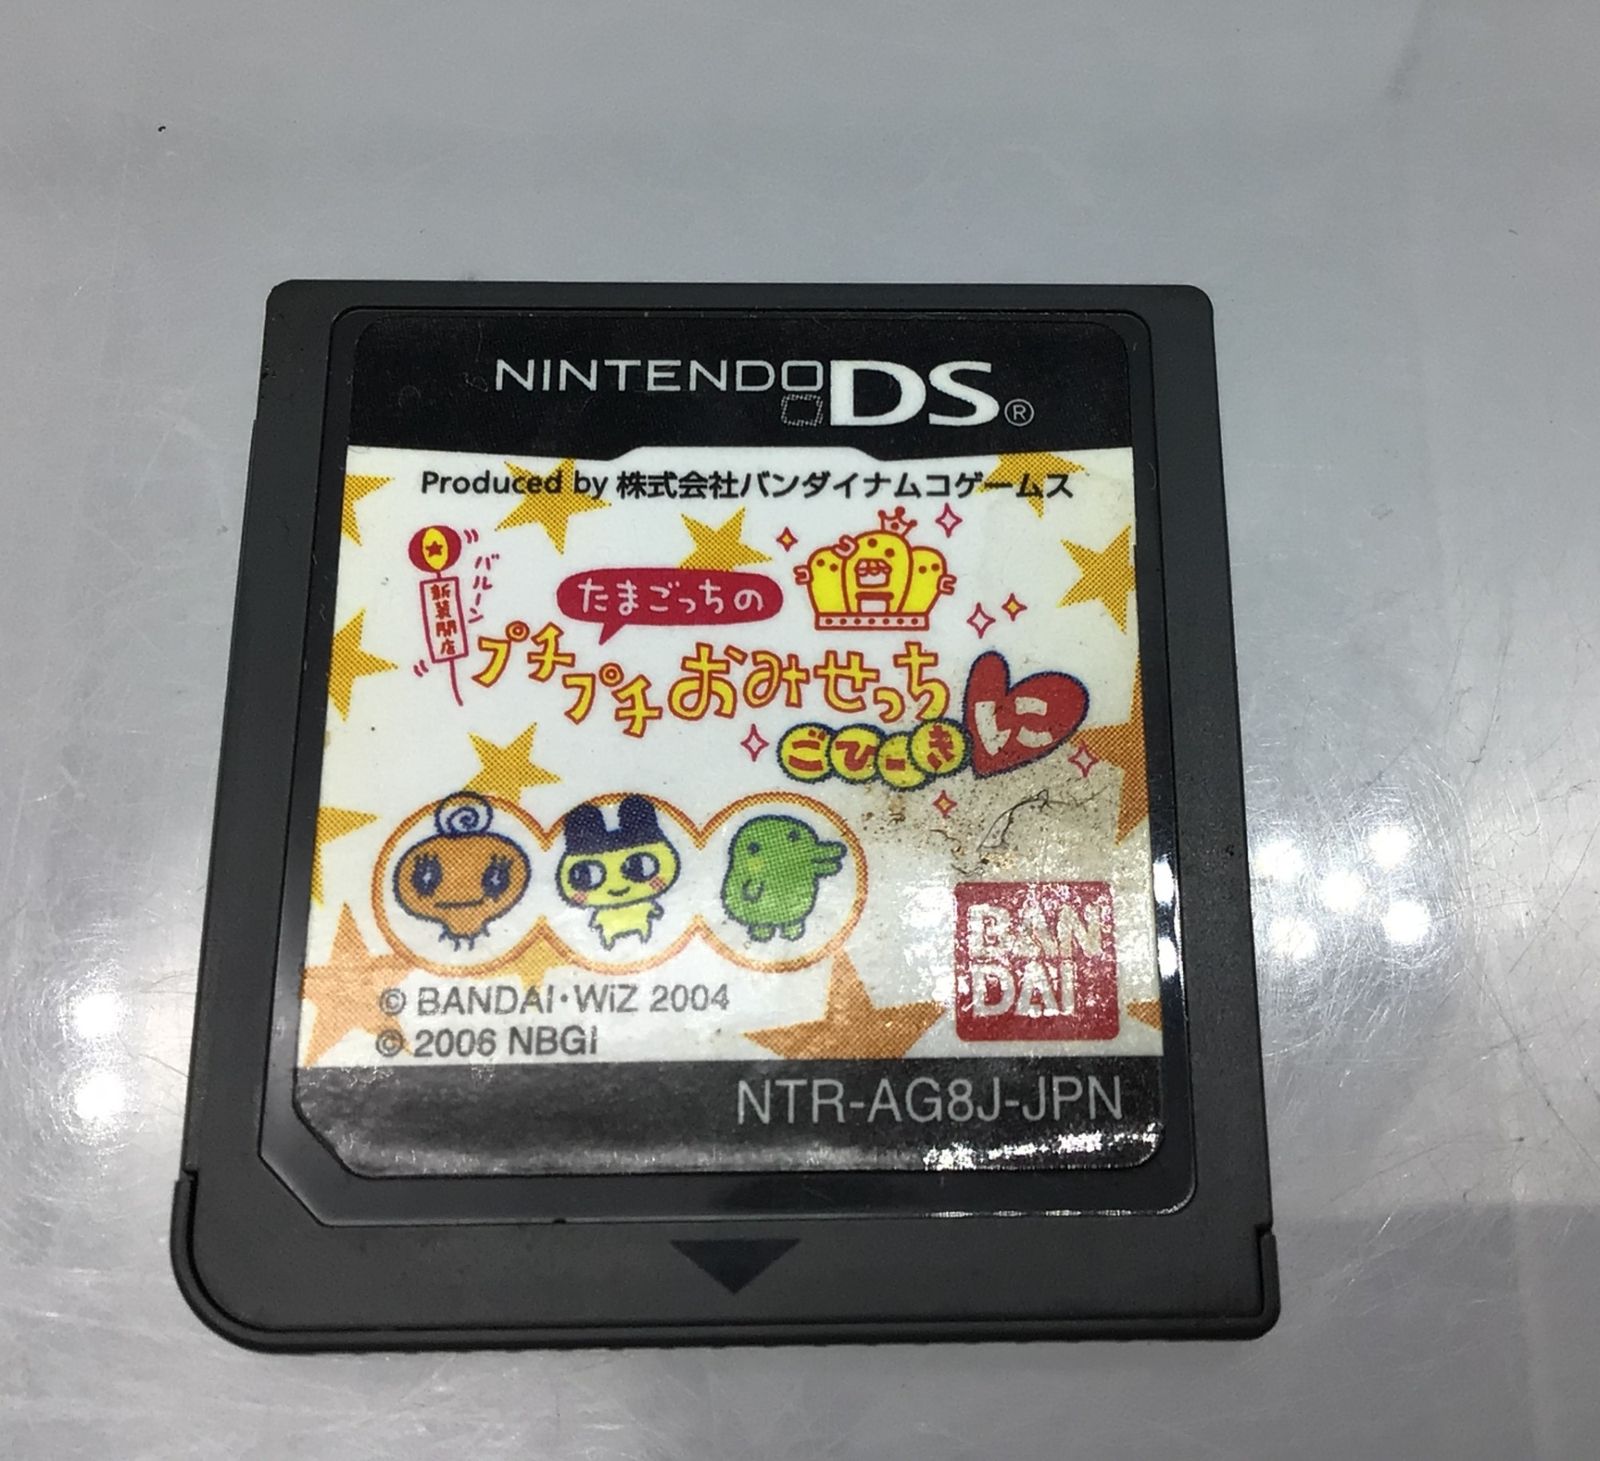 NINTENDO DS®
Produced by 株式会社バンダイナムコゲームス
バルーン
新装開店
たまごっちの
プチプチおみせっち
ごひーきに
© BANDAI・WiZ 2004
© 2006 NBGI
BAN
DAI
NTR-AG8J-JPN